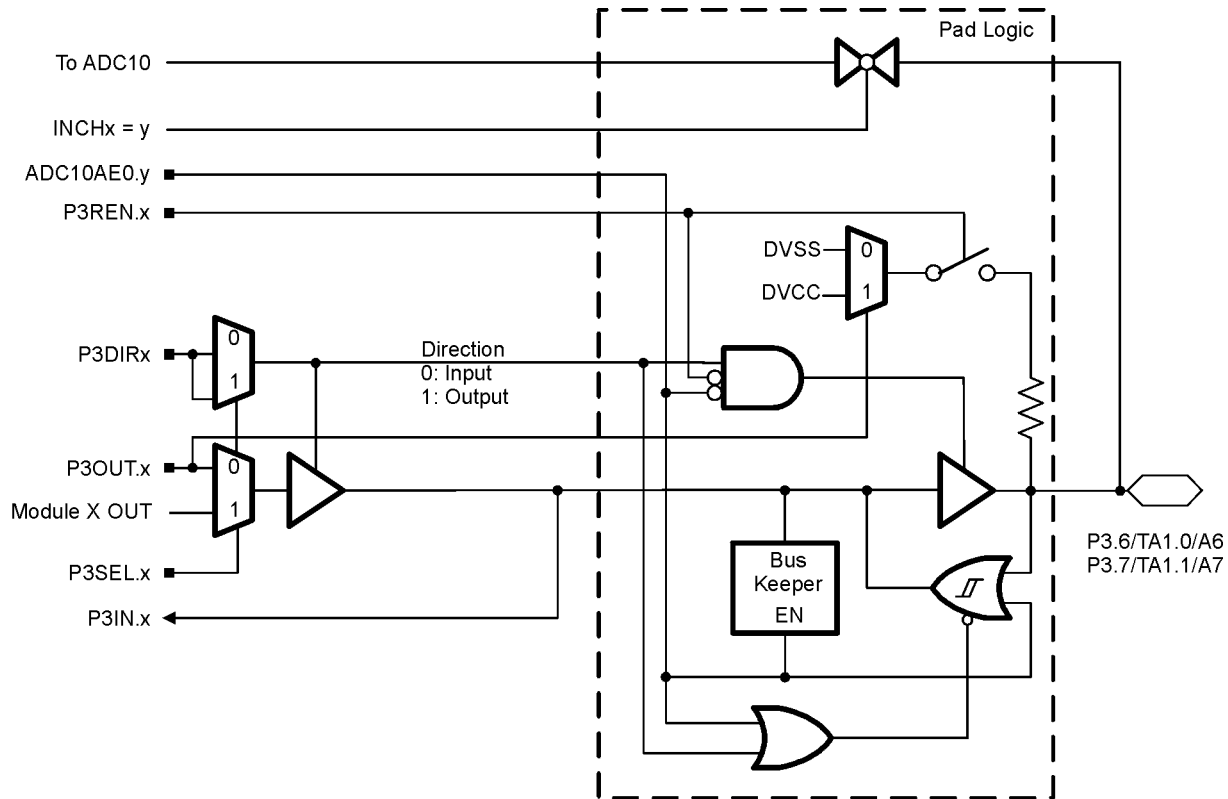 Pad Logic
To ADC10
INCHx = y
ADC10AE0.y
P3REN.x
DVSS
0
DVCC
1
P3DIRx
0
1
Direction
0: Input
1: Output
P3OUT.x
0
Module X OUT
1
P3SEL.x
P3IN.x
Bus
Keeper
EN
P3.6/TA1.0/A6
P3.7/TA1.1/A7